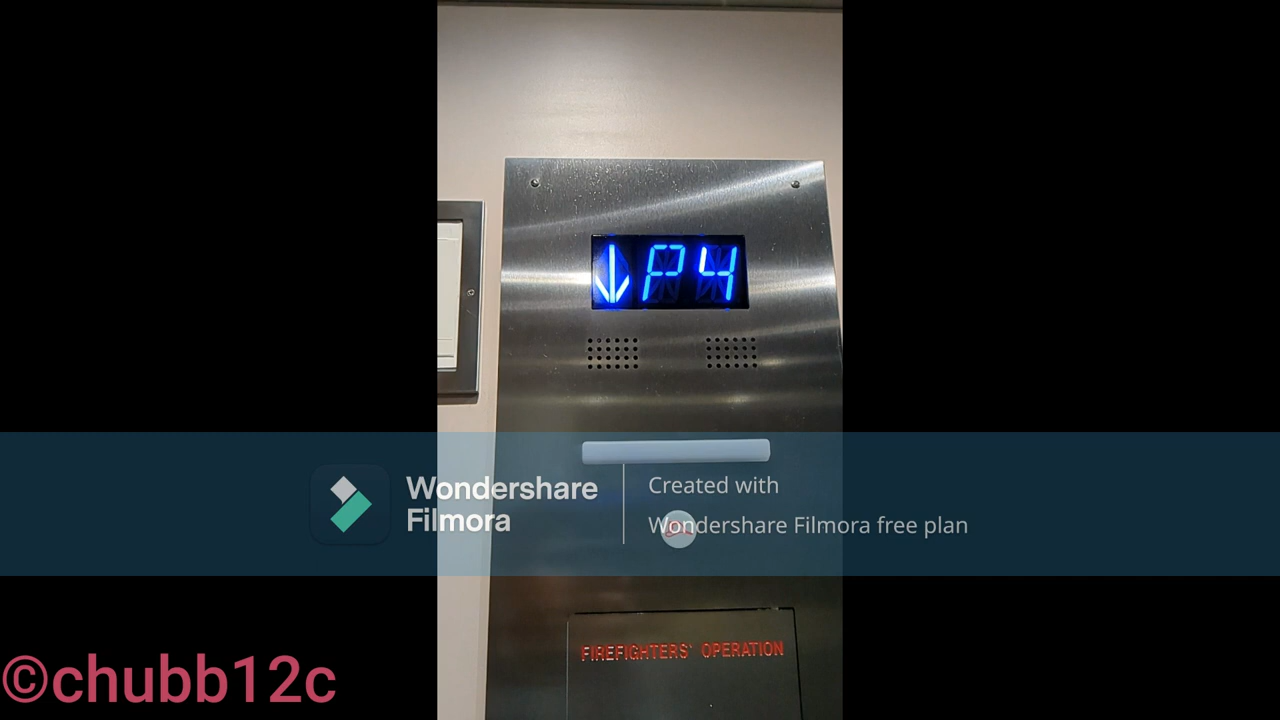 P4
Wondershare
Filmora
Created with
Wondershare Filmora free plan
FIREFIGHTERS' OPERATION
©chubb12c